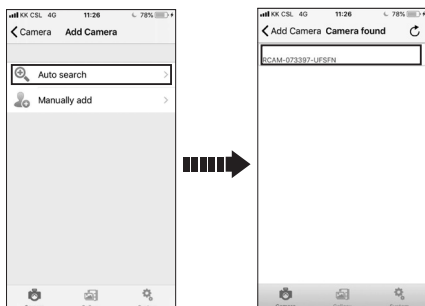 KK CSL 4G 11:26 78%
Camera Add Camera
Auto search
Manually add
KK CSL 4G 11:26 78%
Add Camera Camera found
RCAM-073397-UFSFN